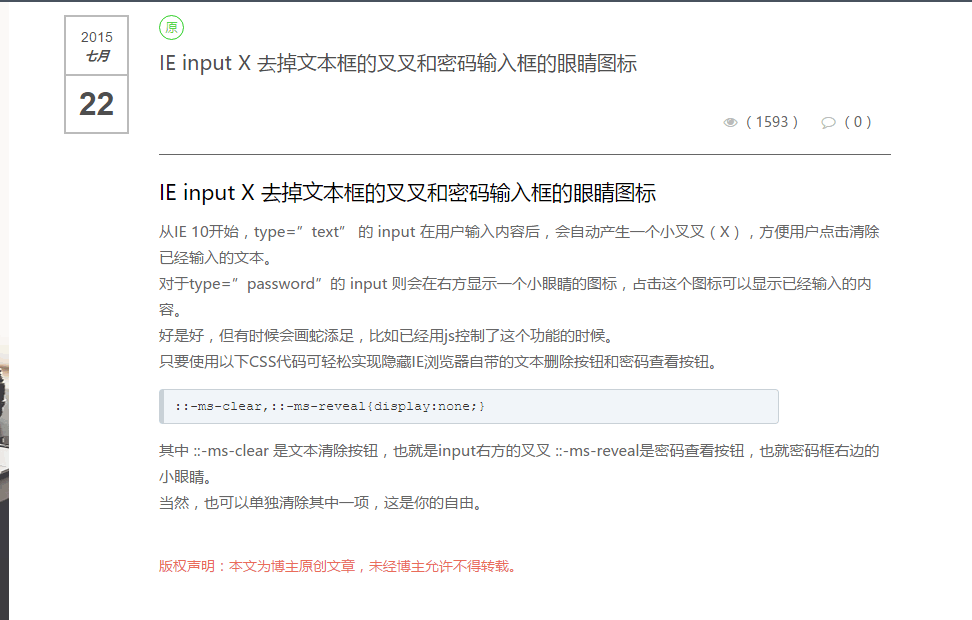 2015
七月
22
原
IE input X 去掉文本框的叉叉和密码输入框的眼睛图标
( 1593 ) ( 0 )
IE input X 去掉文本框的叉叉和密码输入框的眼睛图标
从IE 10开始，type=”text” 的 input 在用户输入内容后，会自动产生一个小叉叉（X），方便用户点击清除
已经输入的文本。
对于type=”password”的 input 则会在右方显示一个小眼睛的图标，占击这个图标可以显示已经输入的内
容。
好是好，但有时候会画蛇添足，比如已经用js控制了这个功能的时候。
只要使用以下CSS代码可轻松实现隐藏IE浏览器自带的文本删除按钮和密码查看按钮。
::-ms-clear,::-ms-reveal{display:none;}
其中 ::-ms-clear 是文本清除按钮，也就是input右方的叉叉 ::-ms-reveal是密码查看按钮，也就密码框右边的
小眼睛。
当然，也可以单独清除其中一项，这是你的自由。
版权声明：本文为博主原创文章，未经博主允许不得转载。